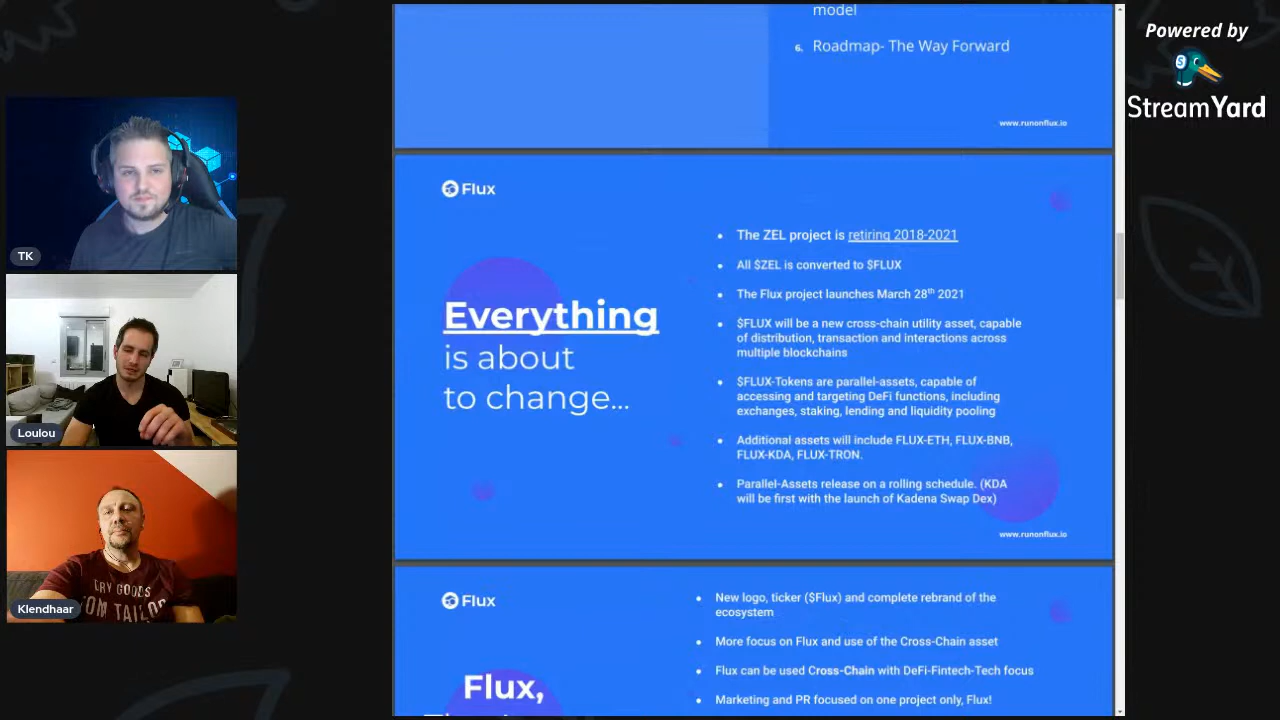 model
6. Roadmap- The Way Forward
www.runonflux.io
Powered by
StreamYard
TK
Loulou
Klendhaar
CRY GOODS
TOM TAILOR
Flux
Everything
is about
to change...
• The ZEL project is retiring 2018-2021
• All $ZEL is converted to $FLUX
• The Flux project launches March 28th 2021
• $FLUX will be a new cross-chain utility asset, capable
of distribution, transaction and interactions across
multiple blockchains
• $FLUX-Tokens are parallel-assets, capable of
accessing and targeting DeFi functions, including
exchanges, staking, lending and liquidity pooling
• Additional assets will include FLUX-ETH, FLUX-BNB,
FLUX-KDA, FLUX-TRON.
• Parallel-Assets release on a rolling schedule. (KDA
will be first with the launch of Kadena Swap Dex)
www.runonflux.io
Flux
Flux,
• New logo, ticker ($Flux) and complete rebrand of the
ecosystem
• More focus on Flux and use of the Cross-Chain asset
• Flux can be used Cross-Chain with DeFi-Fintech-Tech focus
• Marketing and PR focused on one project only, Flux!